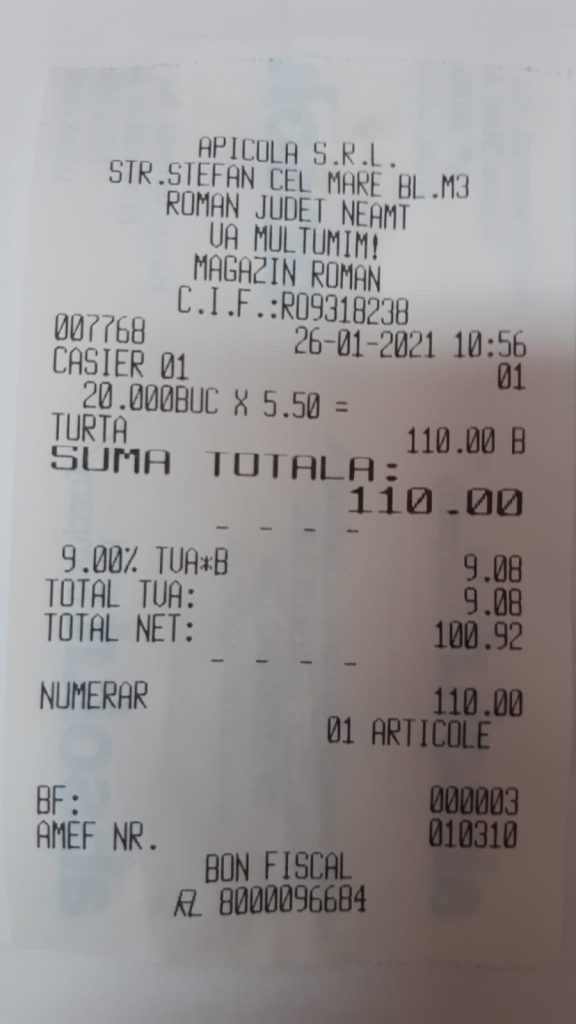 APICOLA S.R.L.
STR.STEFAN CEL MARE BL.M3
ROMAN JUDET NEAMT
VA MULTUMIM!
MAGAZIN ROMAN
C.I.F.:RO9318238
007768 26-01-2021 10:56
CASIER 01 01
20.000BUC X 5.50 =
TURTA 110.00 B
SUMA TOTALA:
110.00
- - - -
9.00% TVA*B 9.08
TOTAL TVA: 9.08
TOTAL NET: 100.92
- - - -
NUMERAR 110.00
01 ARTICOLE
BF: 000003
AMEF NR. 010310
BON FISCAL
8000096684